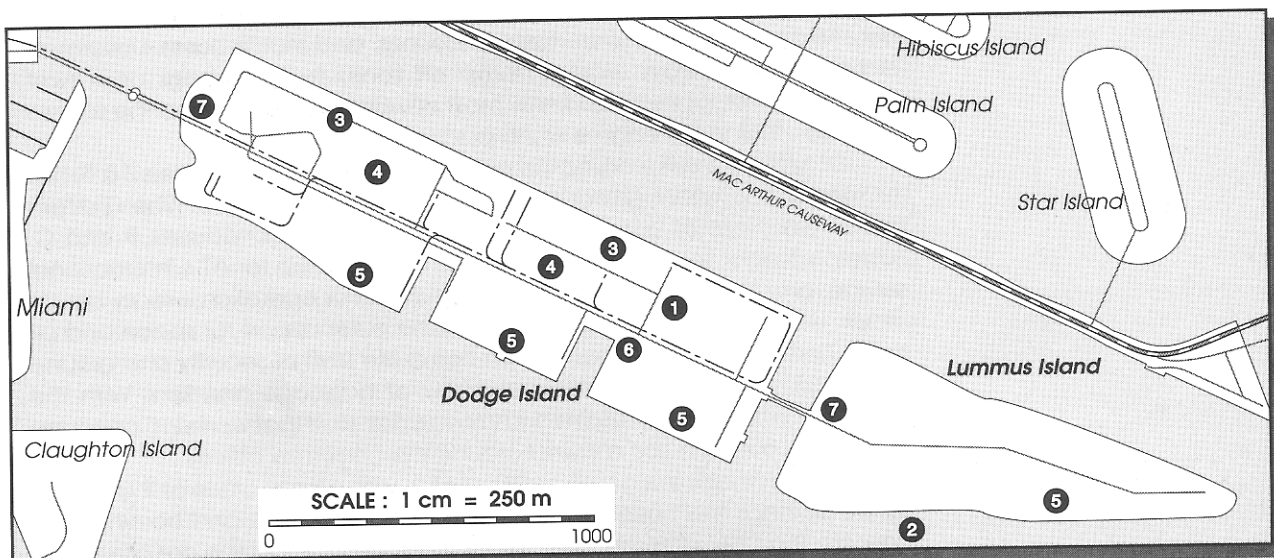 Hibiscus Island
Palm Island
Star Island
MAC ARTHUR CAUSEWAY
7
3
4
3
4
5
1
Miami
5
6
Dodge Island
Lummus Island
7
5
Claughton Island
SCALE : 1 cm = 250 m
0
1000
5
2